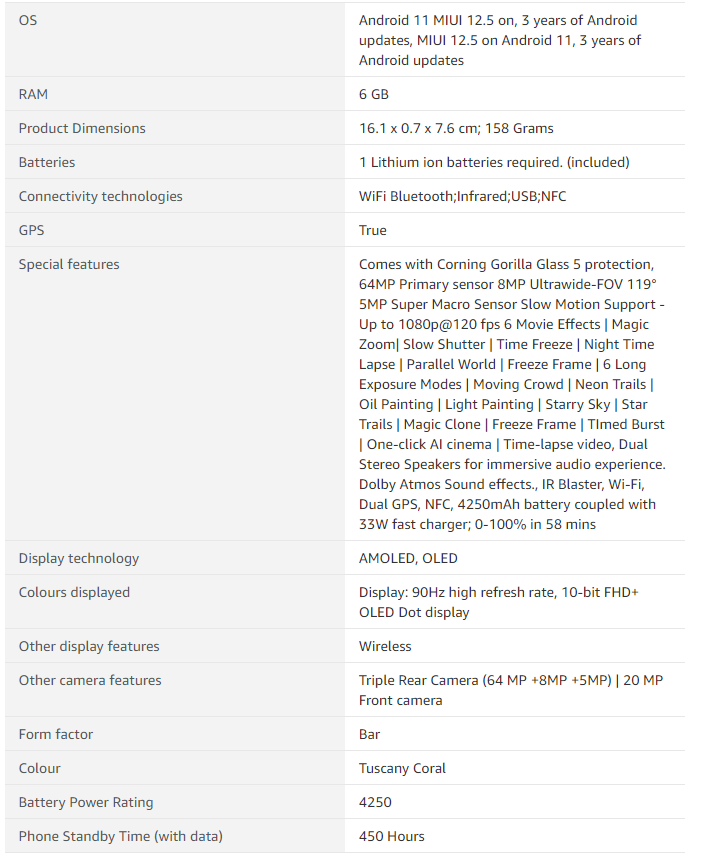 OS
Android 11 MIUI 12.5 on, 3 years of Android
updates, MIUI 12.5 on Android 11, 3 years of
Android updates
RAM
6 GB
Product Dimensions
16.1 x 0.7 x 7.6 cm; 158 Grams
Batteries
1 Lithium ion batteries required. (included)
Connectivity technologies
WiFi Bluetooth;Infrared;USB;NFC
GPS
True
Special features
Comes with Corning Gorilla Glass 5 protection,
64MP Primary sensor 8MP Ultrawide-FOV 119°
5MP Super Macro Sensor Slow Motion Support -
Up to 1080p@120 fps 6 Movie Effects | Magic
Zoom| Slow Shutter | Time Freeze | Night Time
Lapse | Parallel World | Freeze Frame | 6 Long
Exposure Modes | Moving Crowd | Neon Trails |
Oil Painting | Light Painting | Starry Sky | Star
Trails | Magic Clone | Freeze Frame | TImed Burst
| One-click AI cinema | Time-lapse video, Dual
Stereo Speakers for immersive audio experience.
Dolby Atmos Sound effects., IR Blaster, Wi-Fi,
Dual GPS, NFC, 4250mAh battery coupled with
33W fast charger; 0-100% in 58 mins
Display technology
AMOLED, OLED
Colours displayed
Display: 90Hz high refresh rate, 10-bit FHD+
OLED Dot display
Other display features
Wireless
Other camera features
Triple Rear Camera (64 MP +8MP +5MP) | 20 MP
Front camera
Form factor
Bar
Colour
Tuscany Coral
Battery Power Rating
4250
Phone Standby Time (with data)
450 Hours